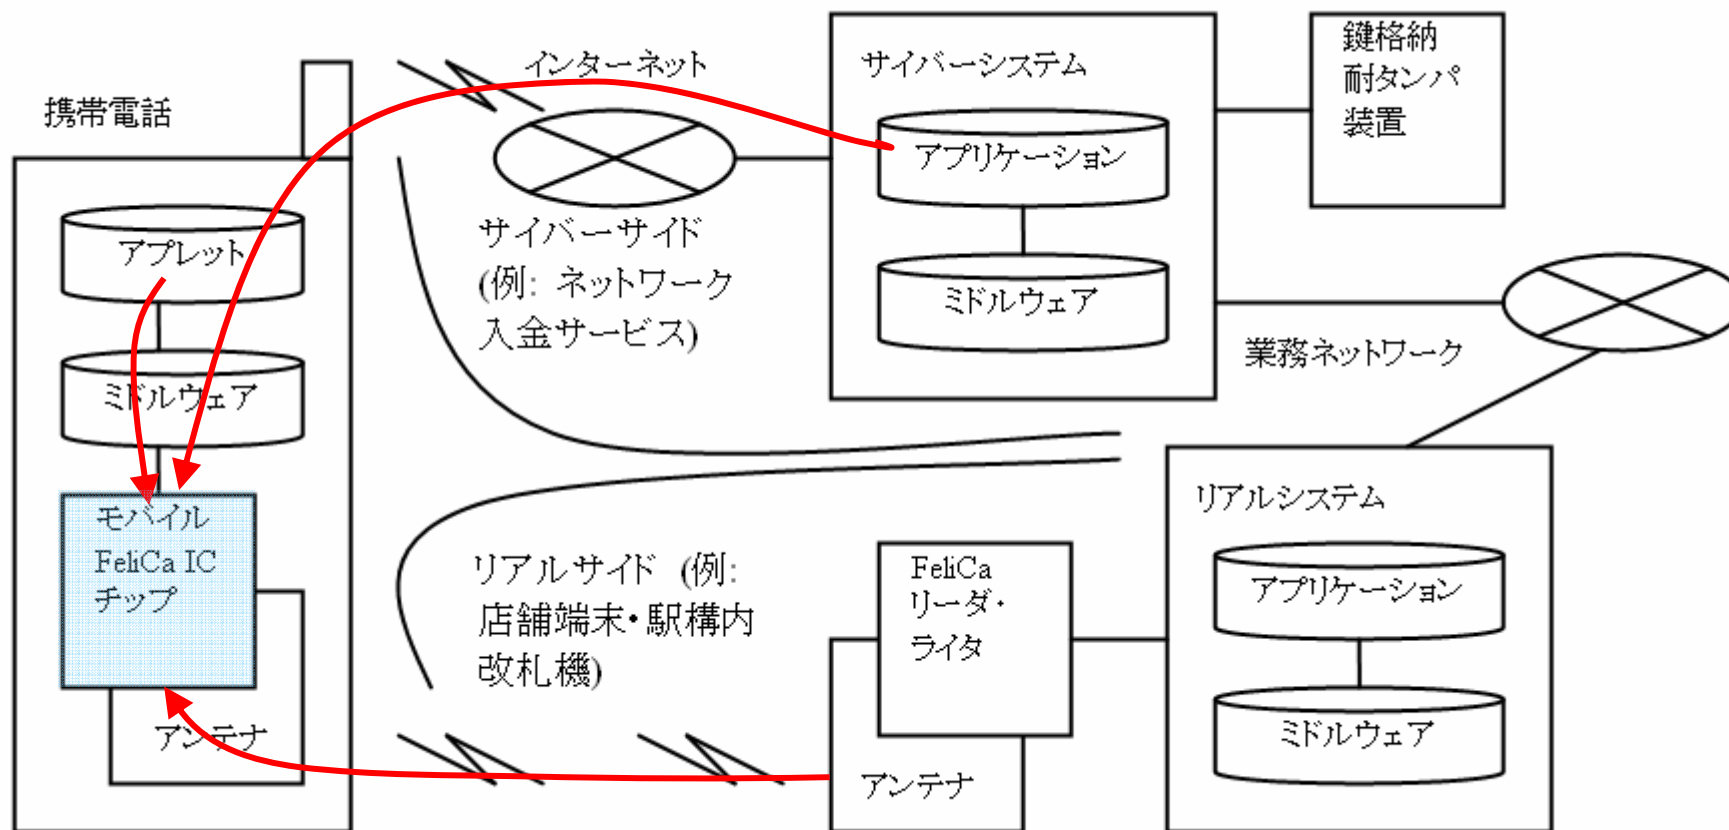 携帯電話
アプレット
ミドルウェア
モバイル
FeliCa IC
チップ
アンテナ
インターネット
サイバーサイド
(例: ネットワーク
入金サービス)
サイバーシステム
アプリケーション
ミドルウェア
鍵格納
耐タンパ
装置
業務ネットワーク
リアルサイド (例:
店舗端末・駅構内
改札機)
FeliCa
リーダ・
ライタ
アンテナ
リアルシステム
アプリケーション
ミドルウェア